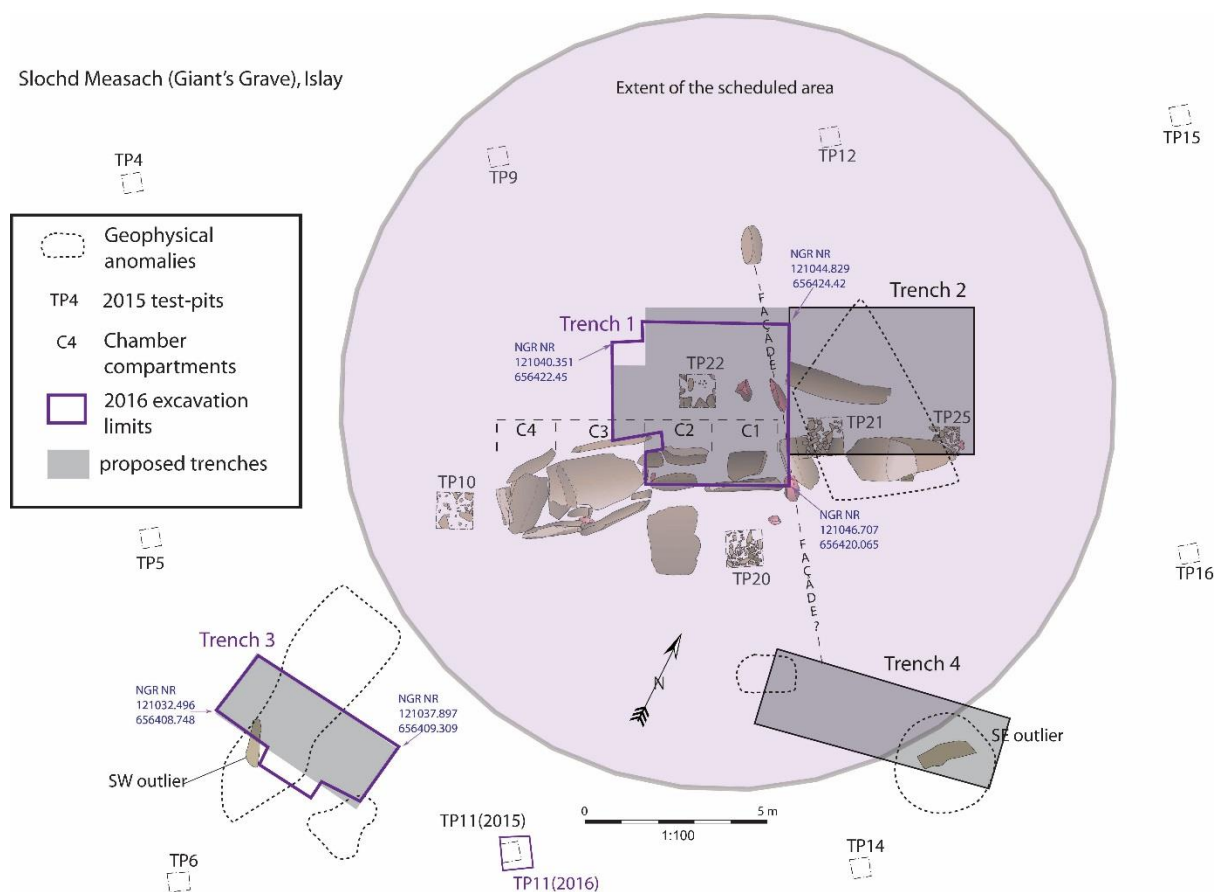 Slochd Measach (Giant's Grave), Islay
Extent of the scheduled area
TP4
TP9
TP12
TP15
Geophysical
anomalies
TP4 2015 test-pits
C4 Chamber
compartments
2016 excavation
limits
proposed trenches
NGR NR
121044.829
656424.42
Trench 2
Trench 1
NGR NR
121040.351
656422.45
FAÇADE
TP22
TP21
TP25
C4
C3
C2
C1
TP10
NGR NR
121046.707
656420.065
TP20
TP5
TP16
FAÇADE?
Trench 3
Trench 4
NGR NR
121032.496
656408.748
NGR NR
121037.897
656409.309
N
SE outlier
SW outlier
0 5 m
1:100
TP11(2015)
TP11(2016)
TP6
TP14